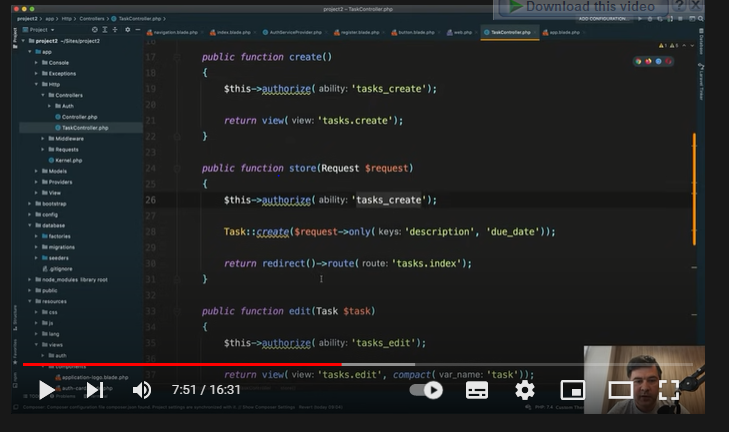 project2 – TaskController.php
Download this video
project2 › app › Http › Controllers › TaskController.php
ADD CONFIGURATION...
Project
navigation.blade.php
index.blade.php
AuthServiceProvider.php
register.blade.php
button.blade.php
web.php
TaskController.php
app.blade.php
project2 ~/Sites/project2
app
Console
Exceptions
Http
Controllers
Auth
Controller.php
TaskController.php
Middleware
Requests
Kernel.php
Models
Providers
View
bootstrap
config
database
factories
migrations
seeders
.gitignore
node_modules library root
public
resources
css
js
lang
views
auth
components
application-logo.blade.php
16
17 public function create()
18 {
19 $this->authorize( ability: 'tasks_create');
20
21 return view( view: 'tasks.create');
22 }
23
24 public function store(Request $request)
25 {
26 $this->authorize( ability: 'tasks_create');
27
28 Task::create($request->only( keys: 'description', 'due_date'));
29
30 return redirect()->route( route: 'tasks.index');
31 }
32
33 public function edit(Task $task)
34 {
35 $this->authorize( ability: 'tasks_edit');
36
37 return view( view: 'tasks.edit', compact( var_name: 'task'));
Database
Structure
Favorites
7:51 / 16:31